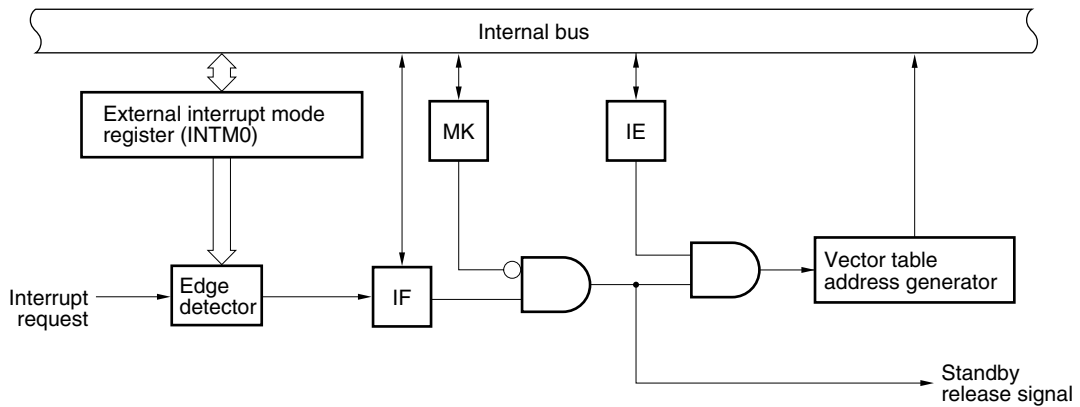 Internal bus
External interrupt mode
register (INTM0)
MK
IE
Interrupt
request
Edge
detector
IF
Vector table
address generator
Standby
release signal